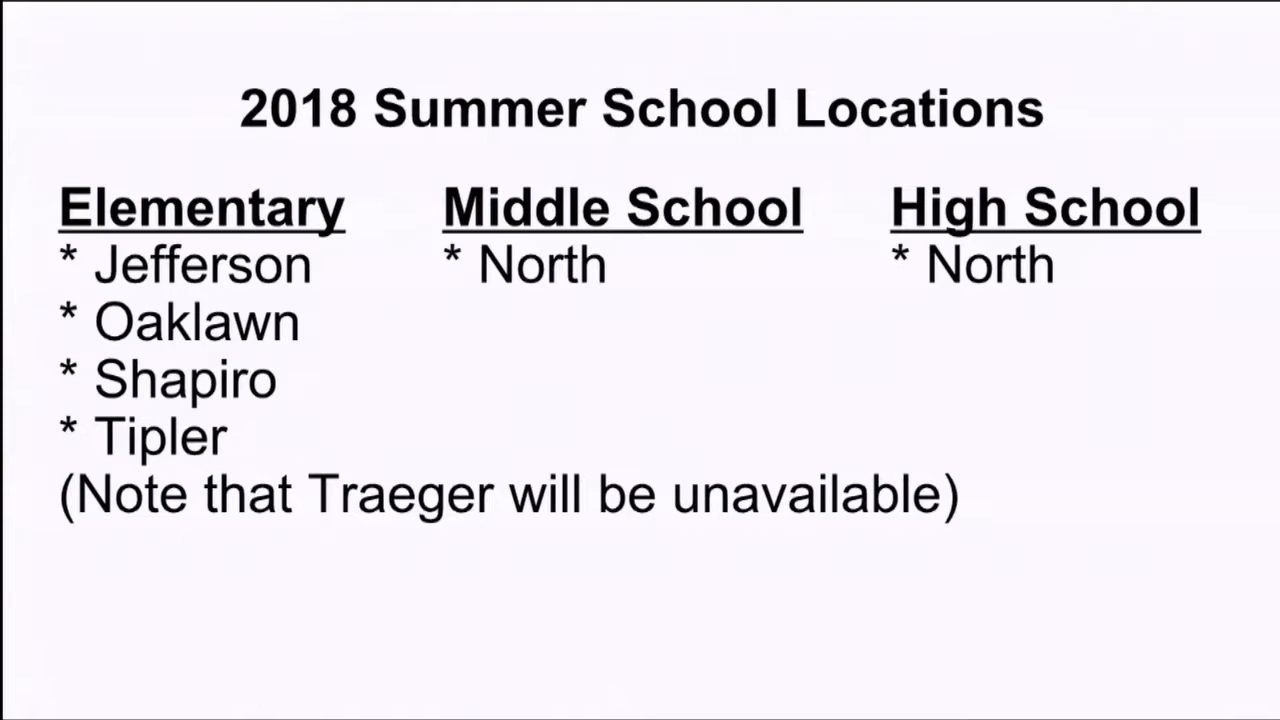 2018 Summer School Locations
Elementary Middle School High School
* Jefferson * North * North
* Oaklawn
* Shapiro
* Tipler
(Note that Traeger will be unavailable)